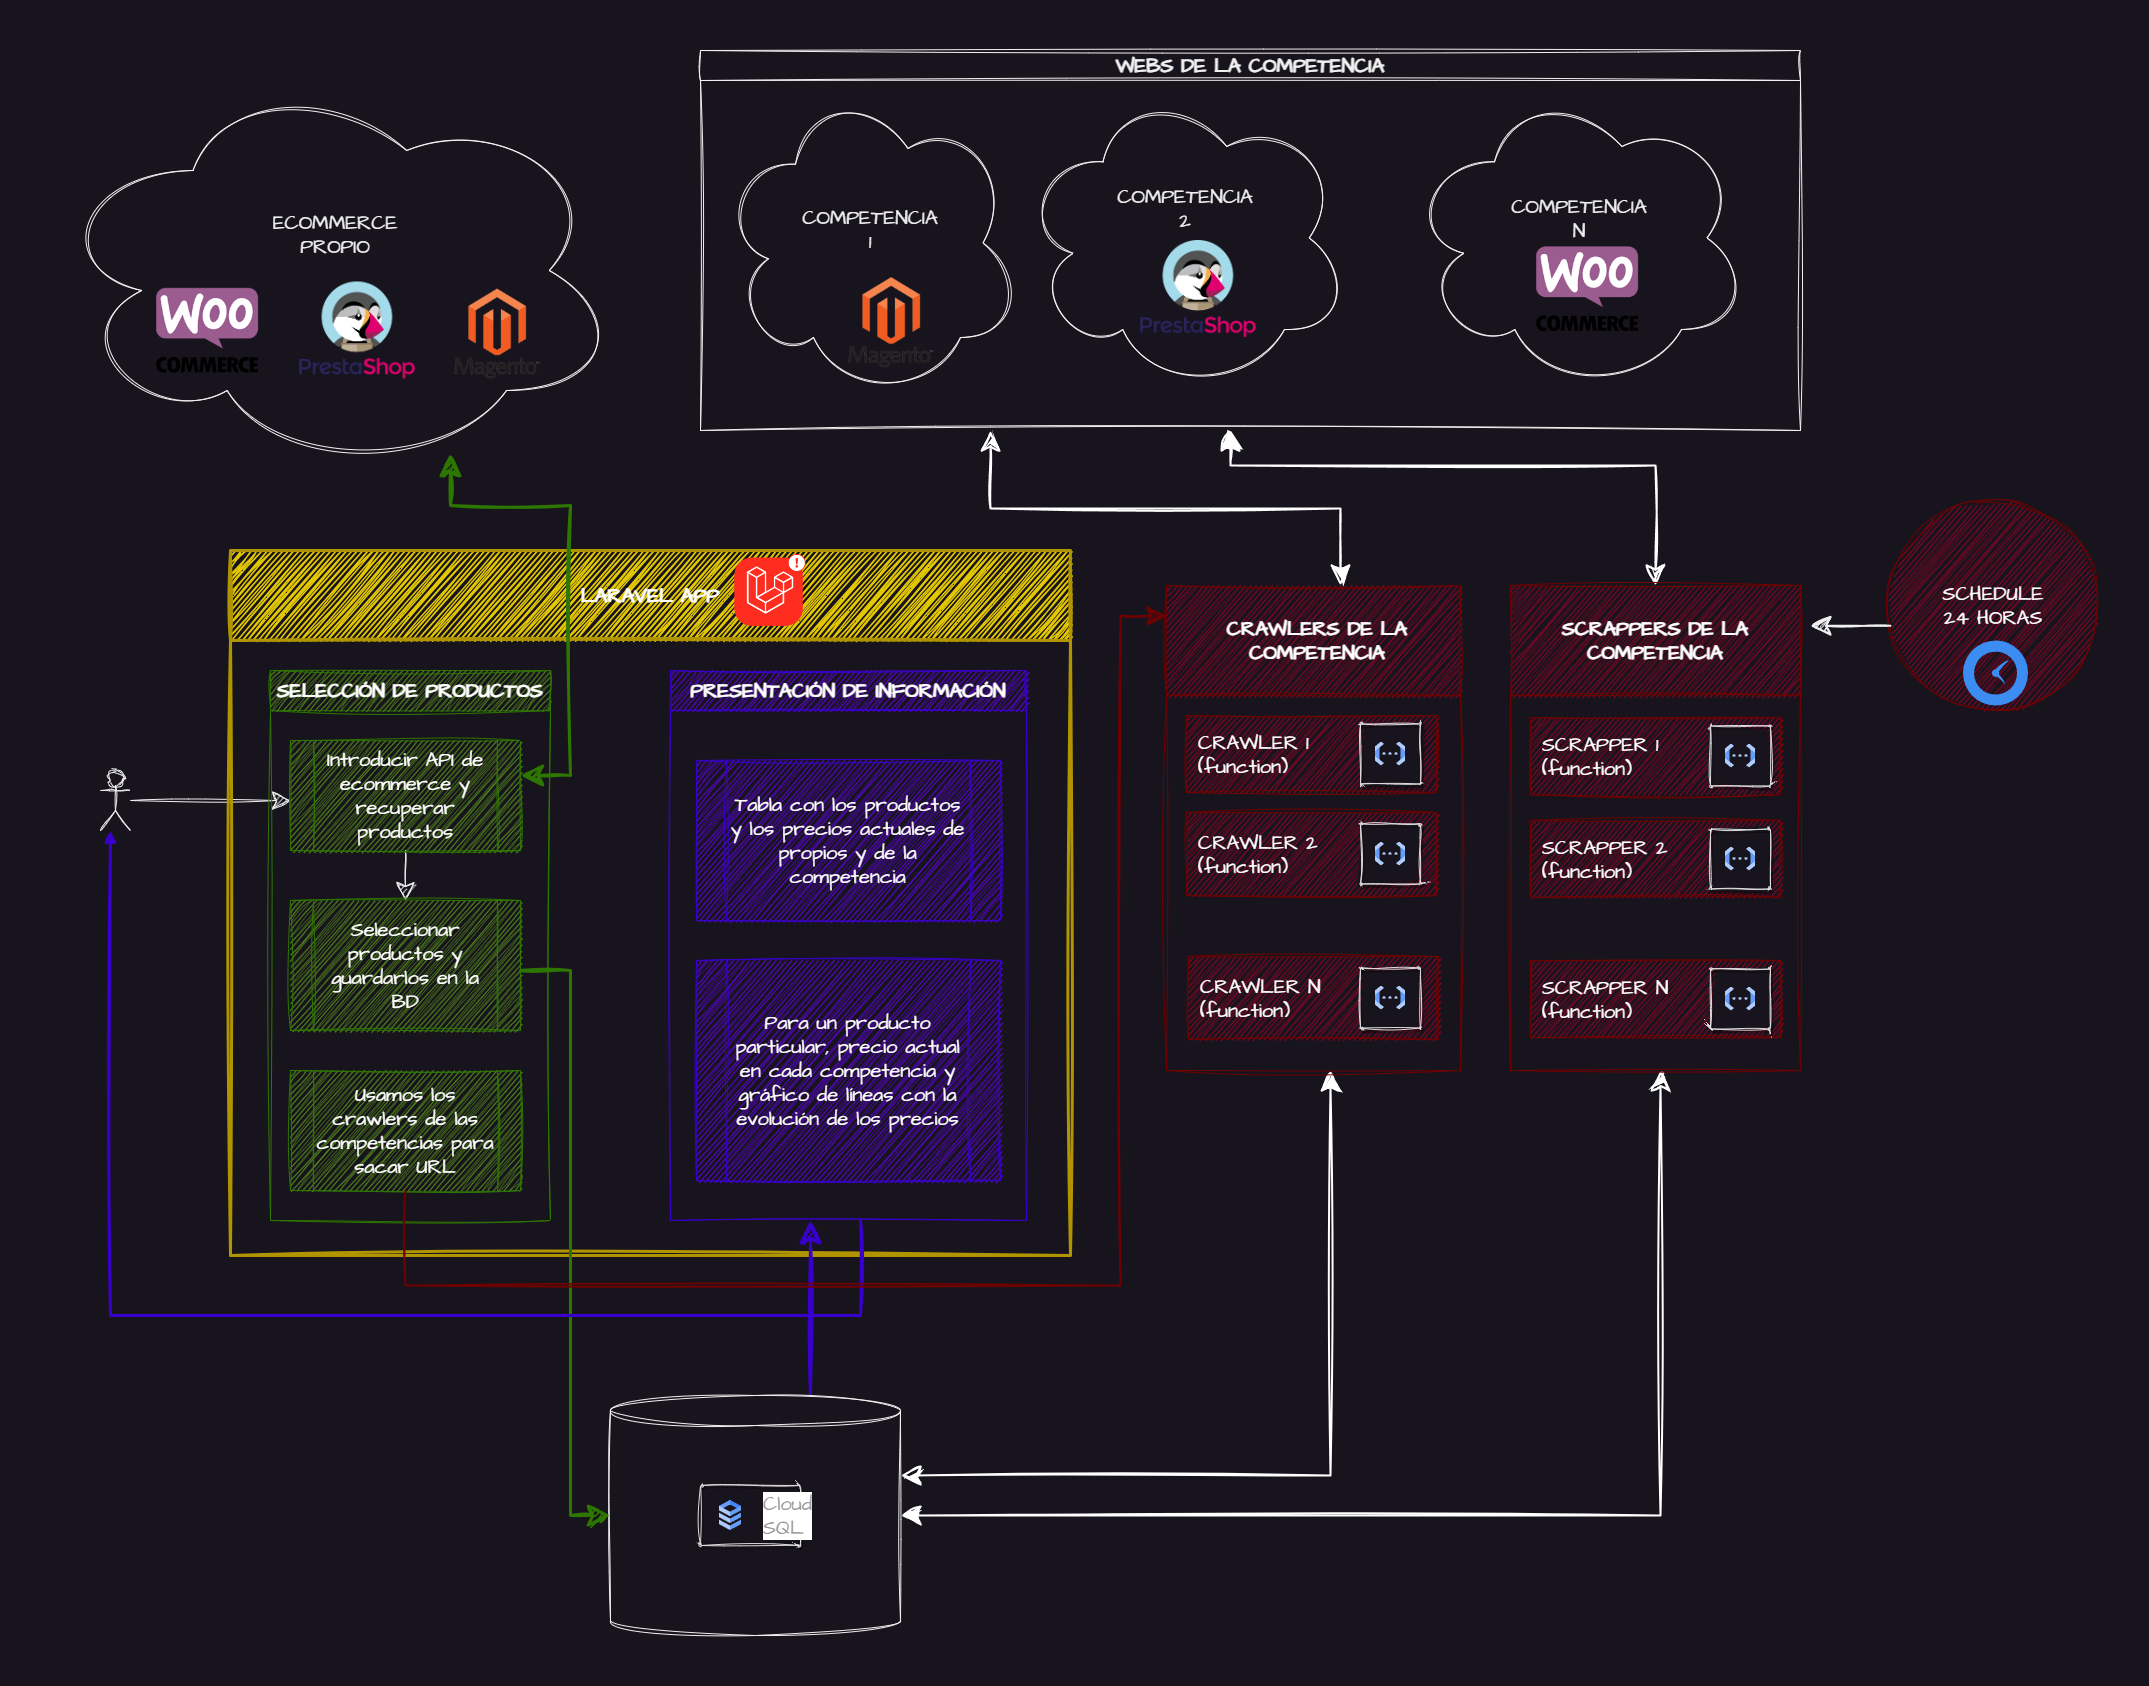 WEBS DE LA COMPETENCIA
ECOMMERCE
PROPIO
WOO
COMMERCE
PrestaShop
Magento
COMPETENCIA
1
Magento
COMPETENCIA
2
PrestaShop
COMPETENCIA
N
WOO
COMMERCE
LARAVEL APP
!
SELECCIÓN DE PRODUCTOS
Introducir API de
ecommerce y
recuperar
productos
Seleccionar
productos y
guardarlos en la
BD
Usamos los
crawlers de las
competencias para
sacar URL
PRESENTACIÓN DE INFORMACIÓN
Tabla con los productos
y los precios actuales de
propios y de la
competencia
Para un producto
particular, precio actual
en cada competencia y
gráfico de líneas con la
evolución de los precios
CRAWLERS DE LA
COMPETENCIA
CRAWLER 1
(function)
CRAWLER 2
(function)
CRAWLER N
(function)
SCRAPPERS DE LA
COMPETENCIA
SCRAPPER 1
(function)
SCRAPPER 2
(function)
SCRAPPER N
(function)
SCHEDULE
24 HORAS
Cloud
SQL